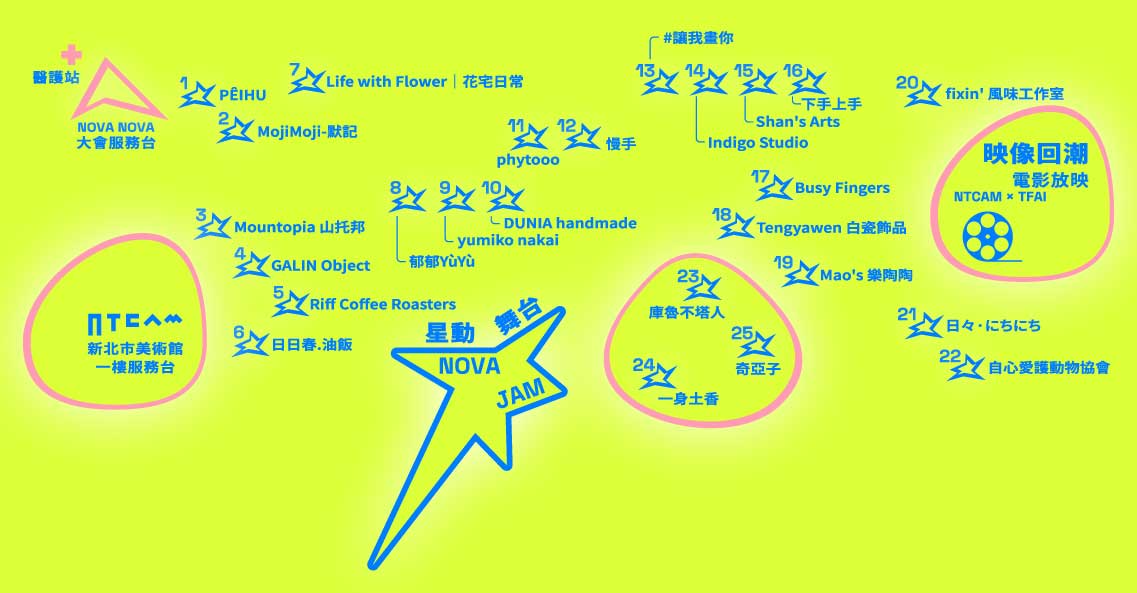 醫護站
NOVA NOVA
大會服務台
1 PÊIHU
2 MojiMoji-默記
7 Life with Flower｜花宅日常
11 phytooo
12 慢手
#讓我畫你
13
14 Indigo Studio
15 Shan's Arts
16 下手上手
20 fixin' 風味工作室
映像回潮
電影放映
NTCAM × TFAI
8 郁郁YùYù
9 yumiko nakai
10 DUNIA handmade
17 Busy Fingers
18 Tengyawen 白瓷飾品
19 Mao's 樂陶陶
3 Mountopia 山托邦
4 GALIN Object
5 Riff Coffee Roasters
6 日日春.油飯
NTCAM
新北市美術館
一樓服務台
星動 舞台
NOVA
JAM
23 庫魯不塔人
25 奇亞子
24 一身土香
21 日々·にちにち
22 自心愛護動物協會